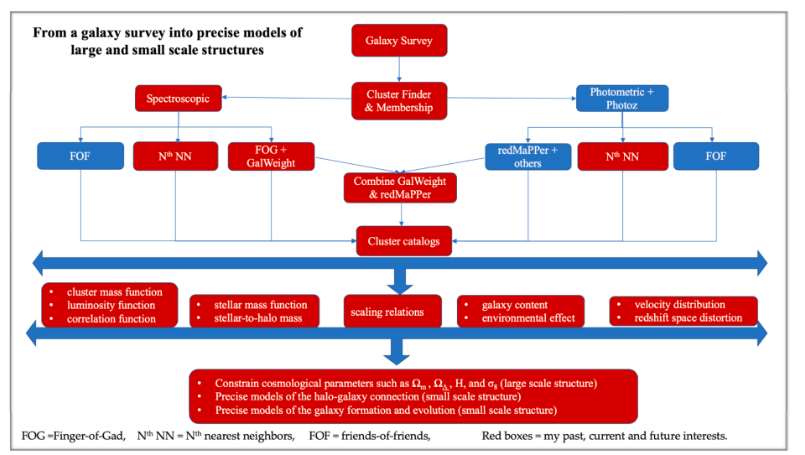 From a galaxy survey into precise models of
large and small scale structures
Galaxy Survey
Cluster Finder
& Membership
Spectroscopic
Photometric +
Photoz
FOF
Nth NN
FOG +
GalWeight
redMaPPer +
others
Nth NN
FOF
Combine GalWeight
& redMaPPer
Cluster catalogs
• cluster mass function
• luminosity function
• correlation function
• stellar mass function
• stellar-to-halo mass
scaling relations
• galaxy content
• environmental effect
• velocity distribution
• redshift space distortion
• Constrain cosmological parameters such as Ωm, ΩΛ, H, and σ8 (large scale structure)
• Precise models of the halo-galaxy connection (small scale structure)
• Precise models of the galaxy formation and evolution (small scale structure)
FOG =Finger-of-Gad, Nth NN = Nth nearest neighbors, FOF = friends-of-friends, Red boxes = my past, current and future interests.